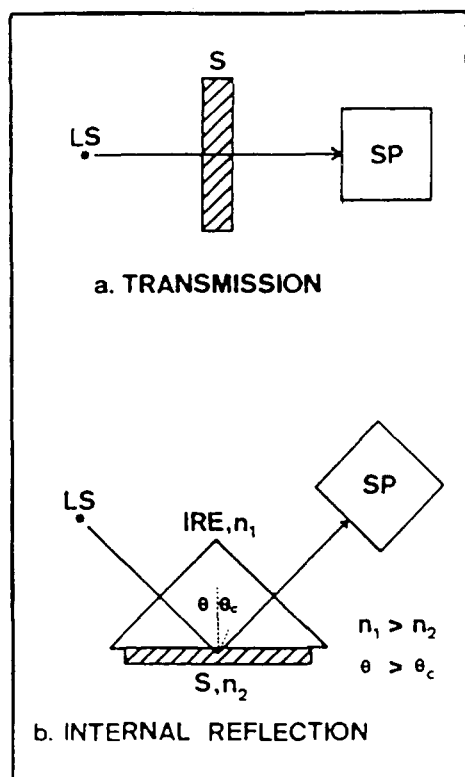 S
LS
SP
a. TRANSMISSION
LS
SP
IRE, n₁
θ θc
n₁ > n₂
θ > θc
S, n₂
b. INTERNAL REFLECTION